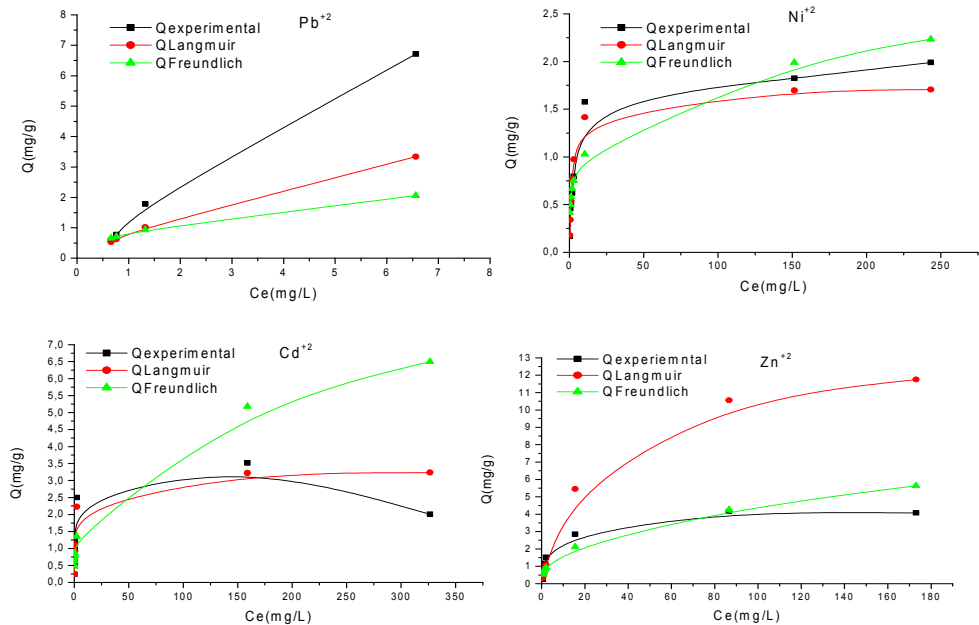 Pb+2
Qexperimental
QLangmuir
QFreundlich
8
7
6
5
4
3
2
1
0
Q(mg/g)
0 1 2 3 4 5 6 7 8
Ce(mg/L)
Ni+2
Qexperimental
QLangmuir
QFreundlich
2,5
2,0
1,5
1,0
0,5
0,0
Q(mg/g)
0 50 100 150 200 250
Ce(mg/L)
Cd+2
Qexperimental
QLangmuir
QFreundlich
7,0
6,5
6,0
5,5
5,0
4,5
4,0
3,5
3,0
2,5
2,0
1,5
1,0
0,5
0,0
Q(mg/g)
0 50 100 150 200 250 300 350
Ce(mg/L)
Zn+2
Qexperiemntal
QLangmuir
QFreundlich
13
12
11
10
9
8
7
6
5
4
3
2
1
0
Q(mg/g)
0 20 40 60 80 100 120 140 160 180
Ce(mg/L)